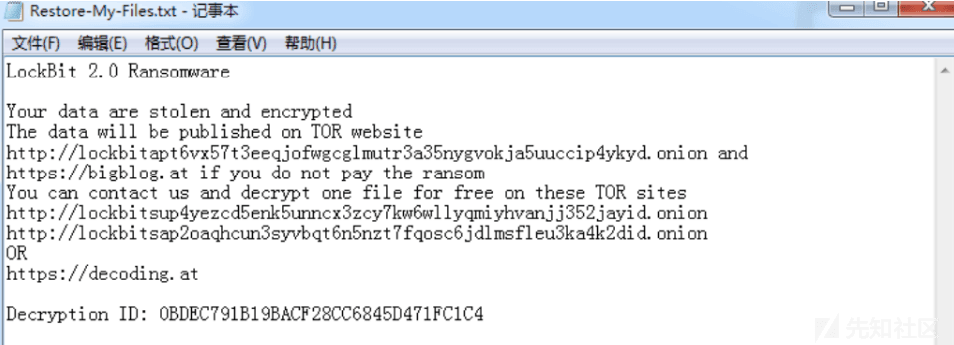 Restore-My-Files.txt - 记事本
文件(F) 编辑(E) 格式(O) 查看(V) 帮助(H)
LockBit 2.0 Ransomware
Your data are stolen and encrypted
The data will be published on TOR website
http://lockbitapt6vx57t3eeqjofwgcglmutr3a35nygvokja5uuccip4ykyd.onion and
https://bigblog.at if you do not pay the ransom
You can contact us and decrypt one file for free on these TOR sites
http://lockbitsup4yezcd5enk5unncx3zcy7kw6wllyqmiyhvanjj352jayid.onion
http://lockbitsap2oaqhcun3syvbqt6n5nzt7fqosc6jdlmsfleu3ka4k2did.onion
OR
https://decoding.at
Decryption ID: 0BDEC791B19BACF28CC6845D471FC1C4
先知社区